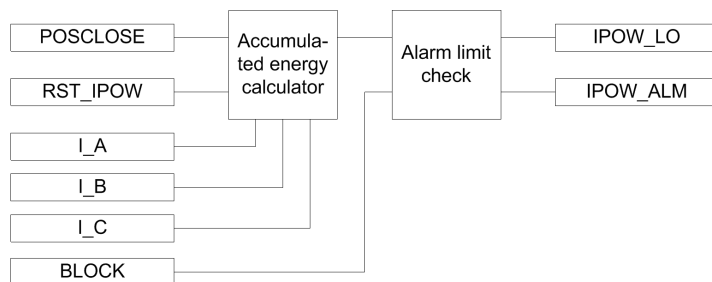 POSCLOSE
RST_IPOW
I_A
I_B
I_C
BLOCK
Accumula-
ted energy
calculator
Alarm limit
check
IPOW_LO
IPOW_ALM